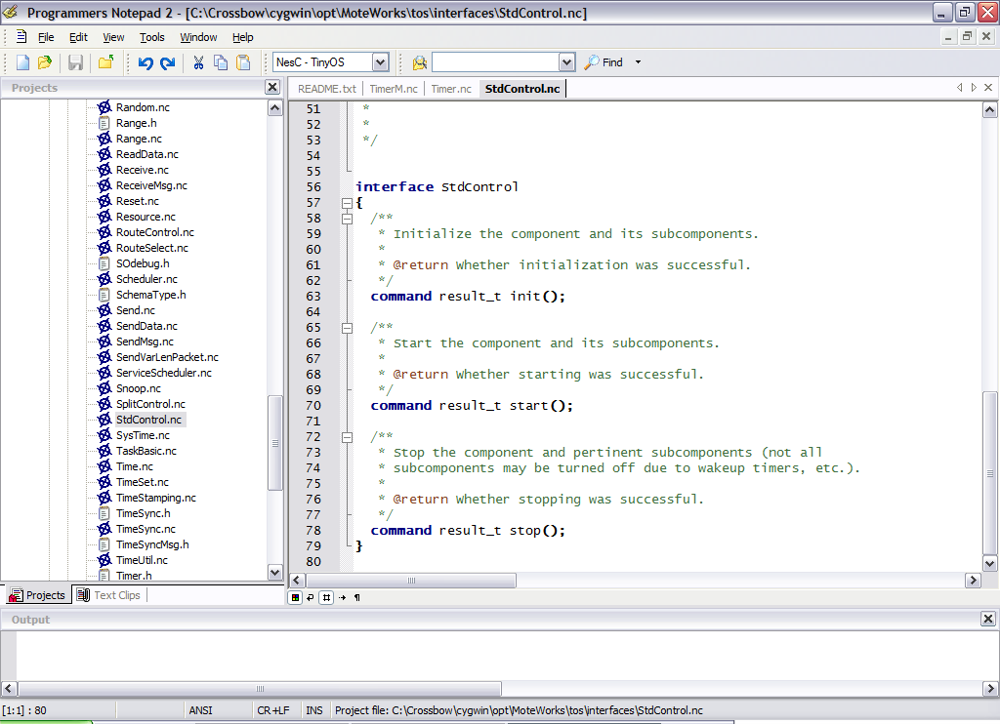 Programmers Notepad 2 - [C:\Crossbow\cygwin\opt\MoteWorks\tos\interfaces\StdControl.nc]
File Edit View Tools Window Help
NesC - TinyOS Find
Projects
README.txt TimerM.nc Timer.nc StdControl.nc
Random.nc
Range.h
Range.nc
ReadData.nc
Receive.nc
ReceiveMsg.nc
Reset.nc
Resource.nc
RouteControl.nc
RouteSelect.nc
SOdebug.h
Scheduler.nc
SchemaType.h
Send.nc
SendData.nc
SendMsg.nc
SendVarLenPacket.nc
ServiceScheduler.nc
Snoop.nc
SplitControl.nc
StdControl.nc
SysTime.nc
TaskBasic.nc
Time.nc
TimeSet.nc
TimeStamping.nc
TimeSync.h
TimeSync.nc
TimeSyncMsg.h
TimeUtil.nc
Timer.h
Projects Text Clips
51 *
52 *
53 */
54
55
56 interface StdControl
57 {
58 /**
59 * Initialize the component and its subcomponents.
60 *
61 * @return whether initialization was successful.
62 */
63 command result_t init();
64
65 /**
66 * Start the component and its subcomponents.
67 *
68 * @return whether starting was successful.
69 */
70 command result_t start();
71
72 /**
73 * Stop the component and pertinent subcomponents (not all
74 * subcomponents may be turned off due to wakeup timers, etc.).
75 *
76 * @return whether stopping was successful.
77 */
78 command result_t stop();
79 }
80
Output
[1:1] : 80 ANSI CR+LF INS Project file: C:\Crossbow\cygwin\opt\MoteWorks\tos\interfaces\StdControl.nc